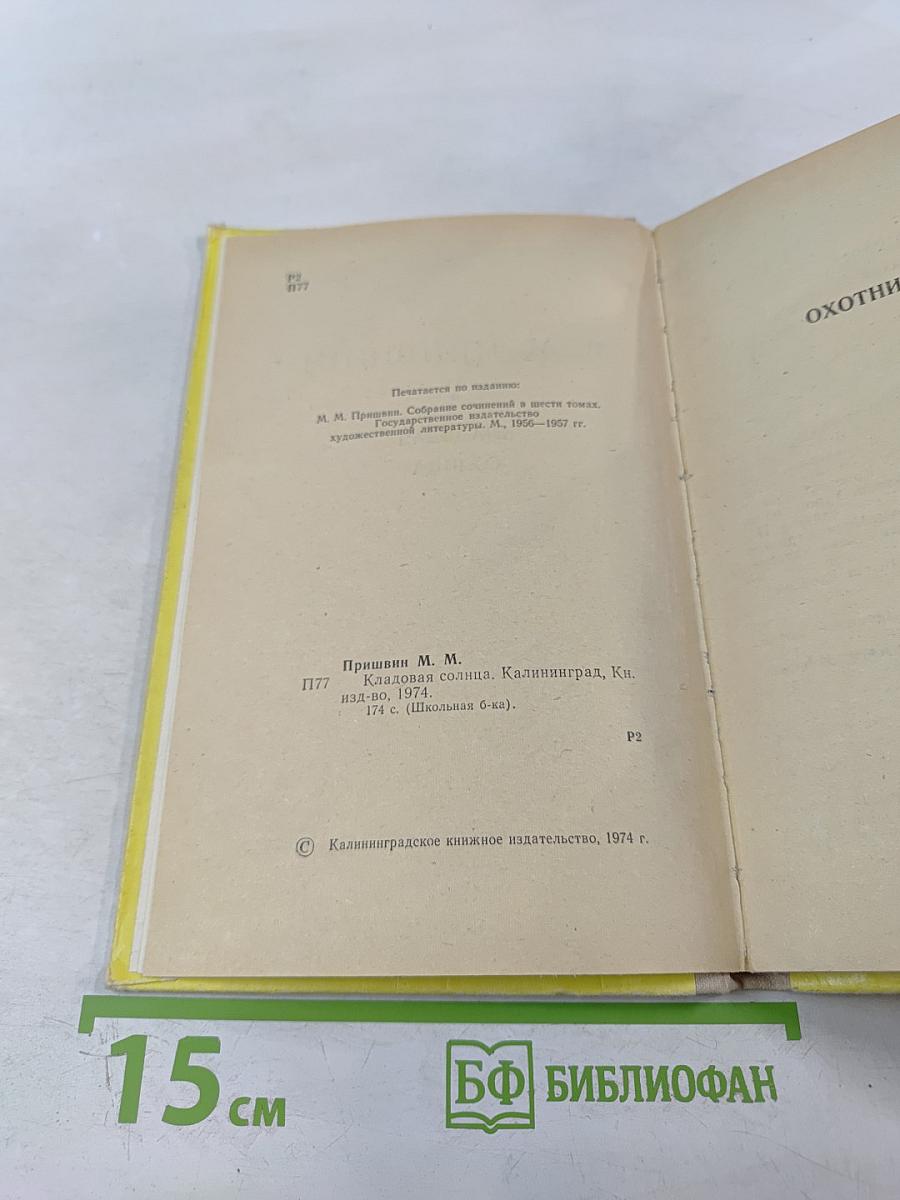 Р2
П77
Печатается по изданию:
М. М. Пришвин. Собрание сочинений в шести томах.
Государственное издательство
художественной литературы. М., 1956—1957 гг.
Пришвин М. М.
П77 Кладовая солнца. Калининград, Кн.
изд-во, 1974.
174 с. (Школьная б-ка).
Р2
© Калининградское книжное издательство, 1974 г.
ОХОТНИ
15 см
БФ БИБЛИОФАН